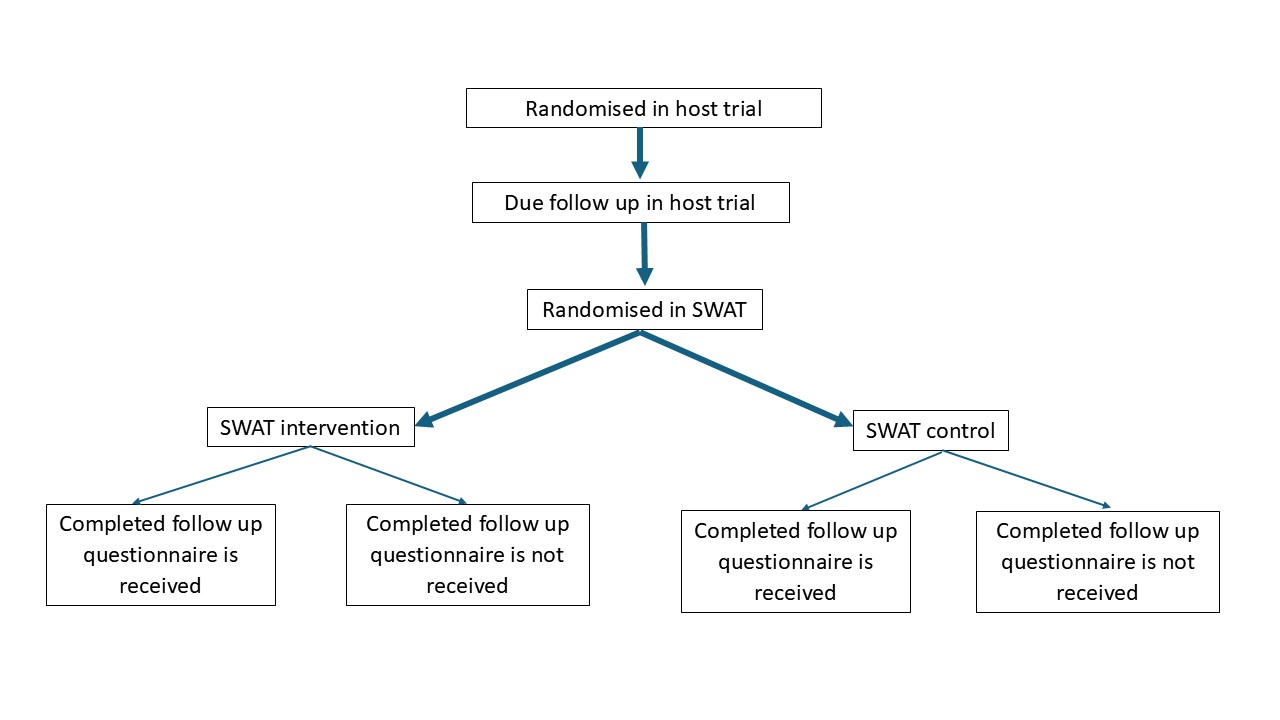 Randomised in host trial
Due follow up in host trial
Randomised in SWAT
SWAT intervention
SWAT control
Completed follow up
questionnaire is
received
Completed follow up
questionnaire is not
received
Completed follow up
questionnaire is
received
Completed follow up
questionnaire is not
received